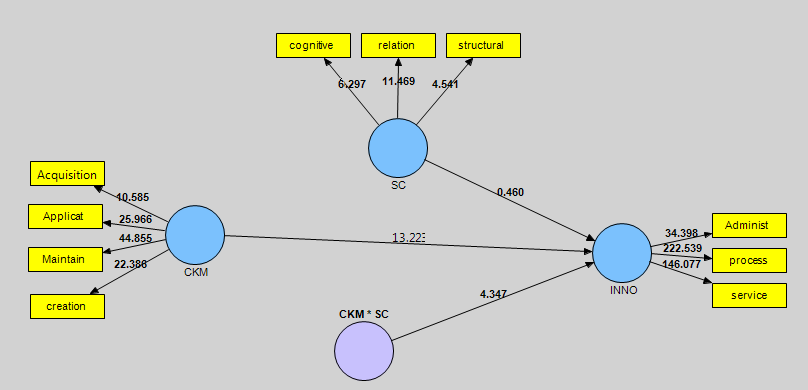 cognitive
relation
structural
6.297
11.469
4.541
SC
Acquisition
Applicat
Maintain
creation
10.585
25.966
44.855
22.386
CKM
0.460
13.223
4.347
CKM * SC
INNO
34.398
222.539
146.077
Administ
process
service